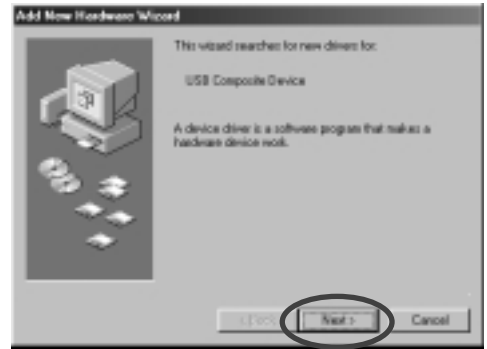 Add New Hardware Wizard
This wizard searches for new drivers for:
USB Composite Device
A device driver is a software program that makes a
hardware device work.
< Back
Next >
Cancel